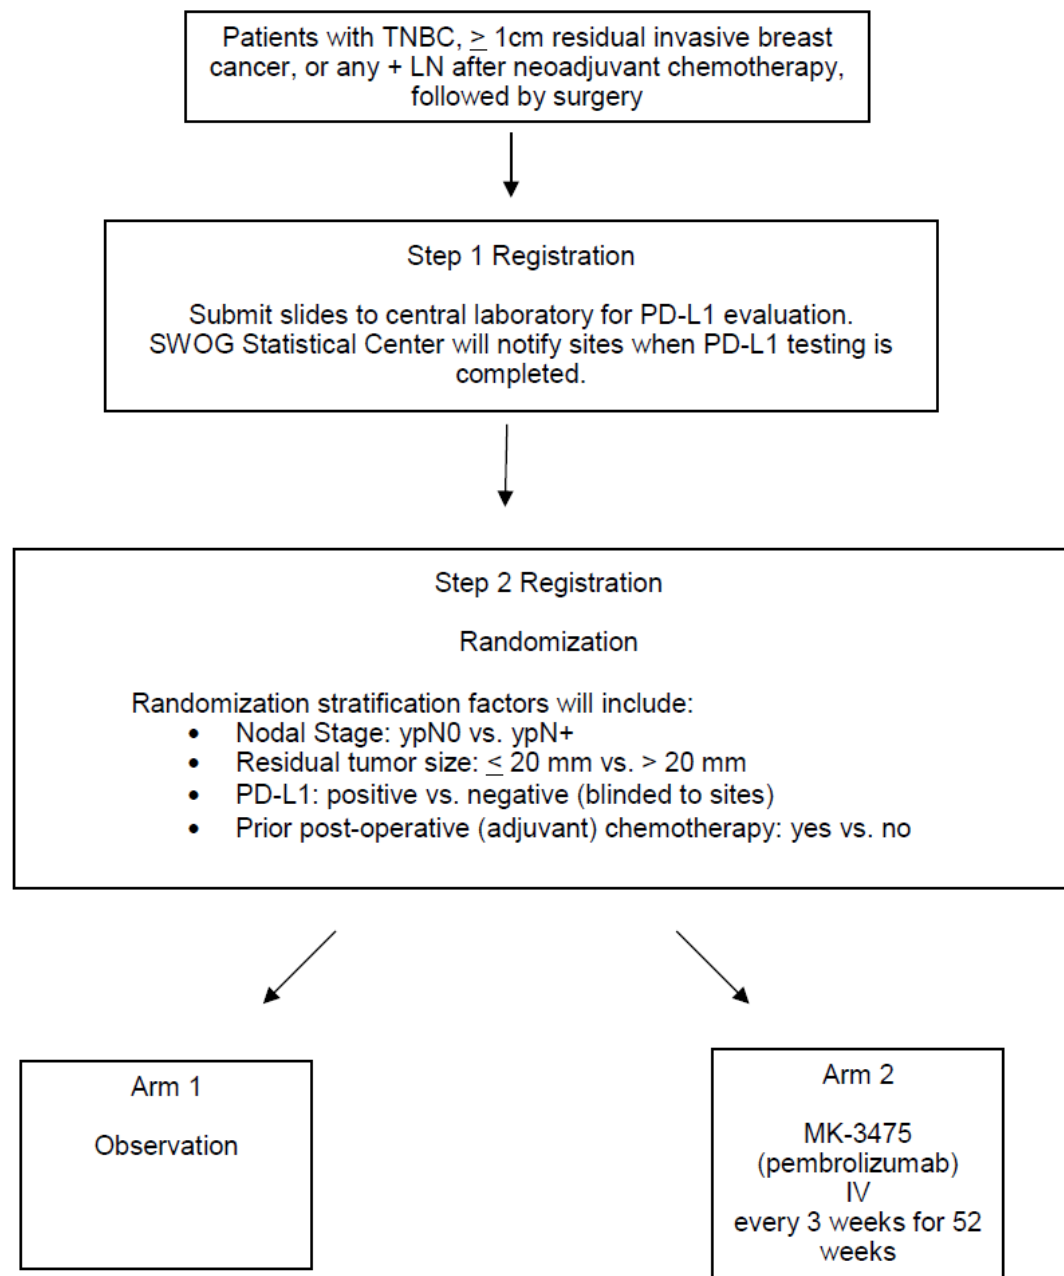 Patients with TNBC, ≥ 1cm residual invasive breast
cancer, or any + LN after neoadjuvant chemotherapy,
followed by surgery
Step 1 Registration
Submit slides to central laboratory for PD-L1 evaluation.
SWOG Statistical Center will notify sites when PD-L1 testing is
completed.
Step 2 Registration
Randomization
Randomization stratification factors will include:
• Nodal Stage: ypN0 vs. ypN+
• Residual tumor size: ≤ 20 mm vs. > 20 mm
• PD-L1: positive vs. negative (blinded to sites)
• Prior post-operative (adjuvant) chemotherapy: yes vs. no
Arm 1
Observation
Arm 2
MK-3475
(pembrolizumab)
IV
every 3 weeks for 52
weeks